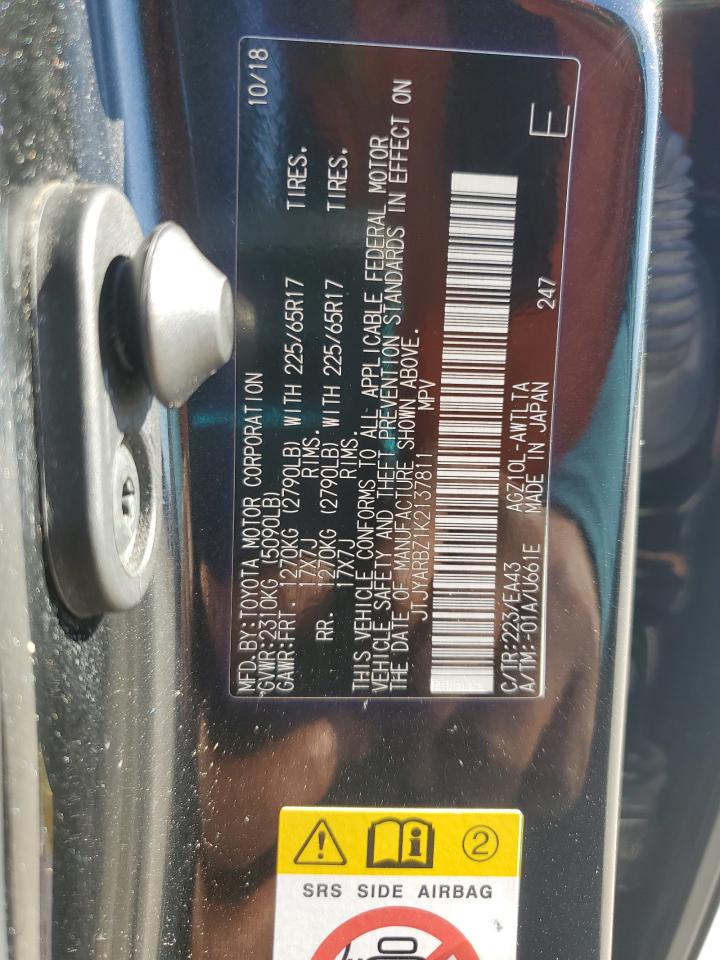 MFD.BY:TOYOTA MOTOR CORPORATION 10/18
GVWR:2310KG (5090LB)
GAWR:FRT. 1270KG (2790LB) WITH 225/65R17 TIRES.
17X7J RIMS.
RR. 1270KG (2790LB) WITH 225/65R17 TIRES.
17X7J RIMS.
THIS VEHICLE CONFORMS TO ALL APPLICABLE FEDERAL MOTOR
VEHICLE SAFETY AND THEFT PREVENTION STANDARDS IN EFFECT ON
THE DATE OF MANUFACTURE SHOWN ABOVE.
JTJYARBZ1K2137811 MPV
C/TR:223/EA43 AGZ10L-AWTLTA 247
A/TM:-01A/U661E MADE IN JAPAN E
2
SRS SIDE AIRBAG